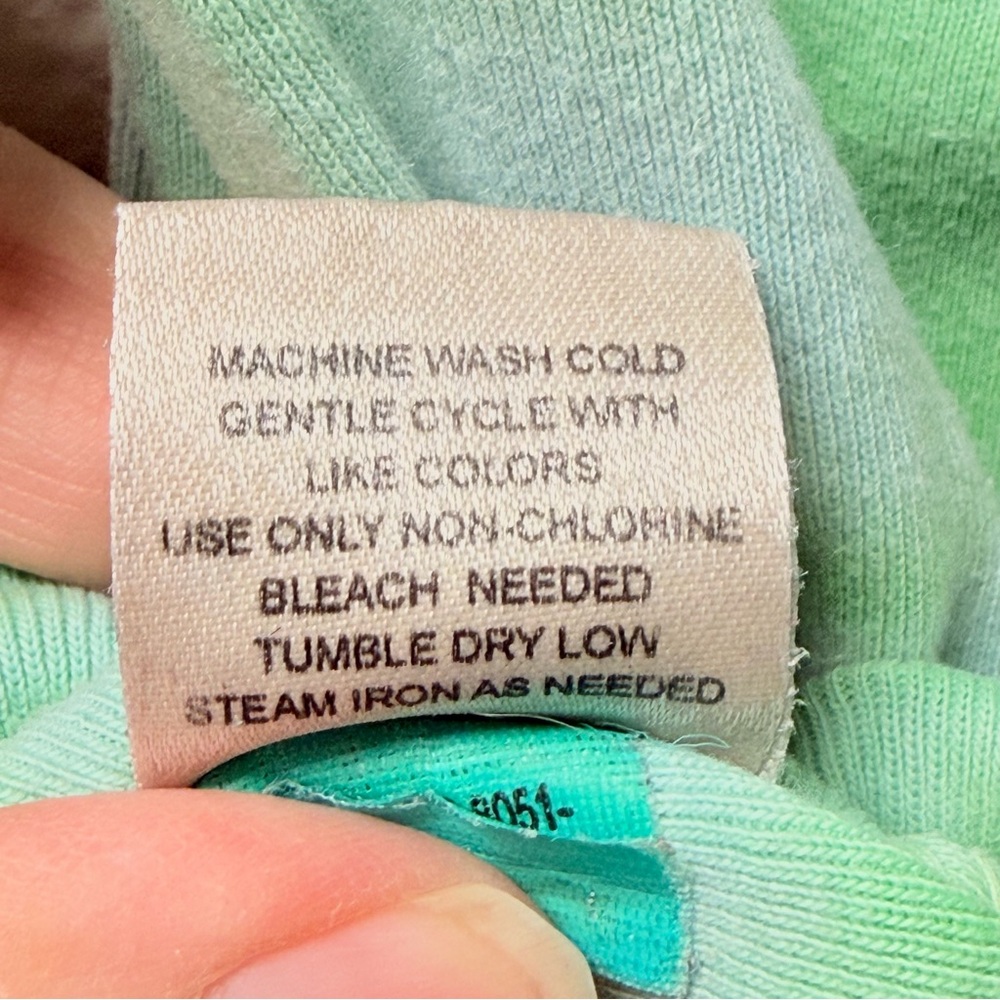 MACHINE WASH COLD
GENTLE CYCLE WITH
LIKE COLORS
USE ONLY NON-CHLORINE
BLEACH NEEDED
TUMBLE DRY LOW
STEAM IRON AS NEEDED
8051-